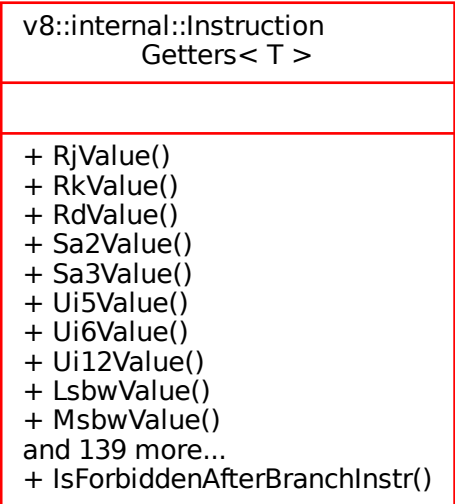 v8::internal::Instruction
Getters< T >
+ RjValue()
+ RkValue()
+ RdValue()
+ Sa2Value()
+ Sa3Value()
+ Ui5Value()
+ Ui6Value()
+ Ui12Value()
+ LsbwValue()
+ MsbwValue()
and 139 more...
+ IsForbiddenAfterBranchInstr()